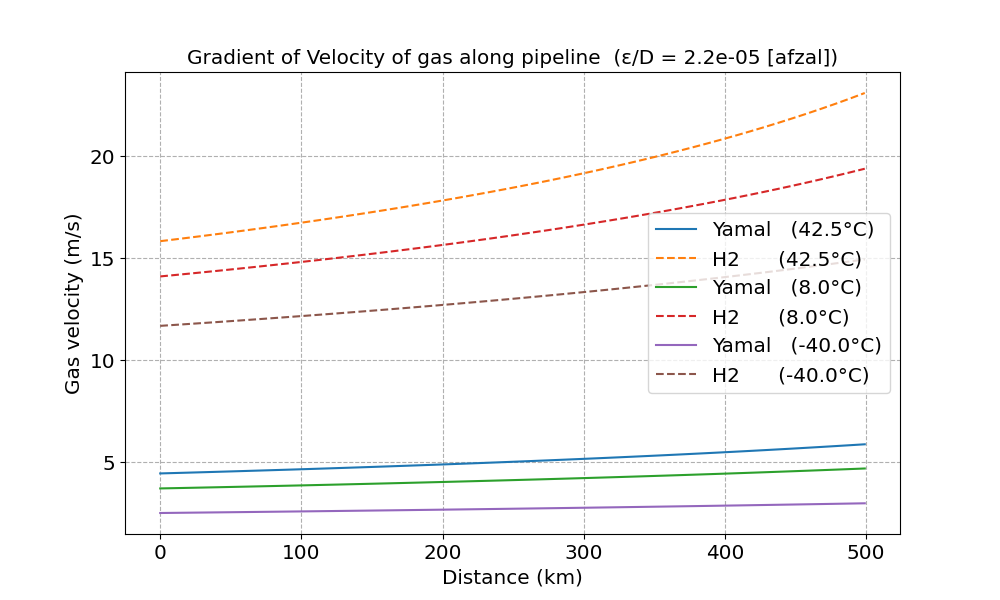 Gradient of Velocity of gas along pipeline  (ε/D = 2.2e-05 [afzal])
Gas velocity (m/s)
20
15
10
5
Yamal   (42.5°C)
H2      (42.5°C)
Yamal   (8.0°C)
H2      (8.0°C)
Yamal   (-40.0°C)
H2      (-40.0°C)
0
100
200
300
400
500
Distance (km)